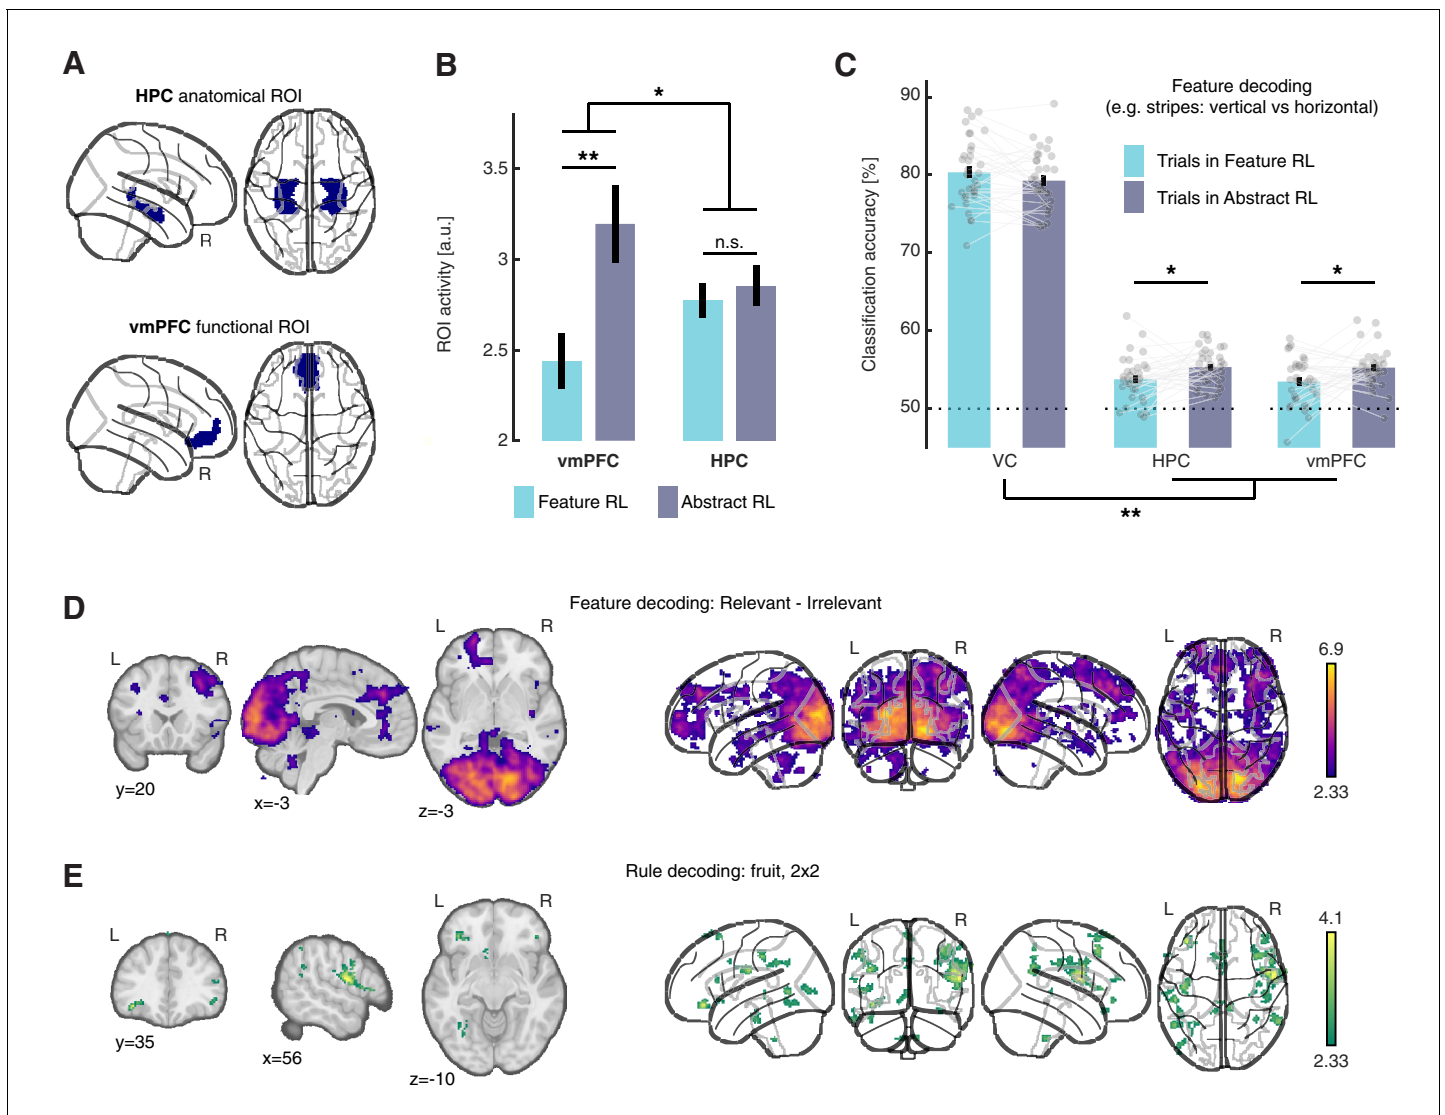 A
HPC anatomical ROI
R
vmPFC functional ROI
R
B
*
**
n.s.
ROI activity [a.u.]
3.5
3
2.5
2
vmPFC
HPC
Feature RL
Abstract RL
C
Feature decoding
(e.g. stripes: vertical vs horizontal)
Trials in Feature RL
Trials in Abstract RL
Classification accuracy [%]
90
80
70
60
50
*
*
VC
HPC
vmPFC
**
D
Feature decoding: Relevant - Irrelevant
L
R
y=20
x=-3
L
R
z=-3
L
R
L
R
6.9
2.33
E
Rule decoding: fruit, 2x2
L
R
y=35
x=56
L
R
z=-10
L
R
L
R
4.1
2.33